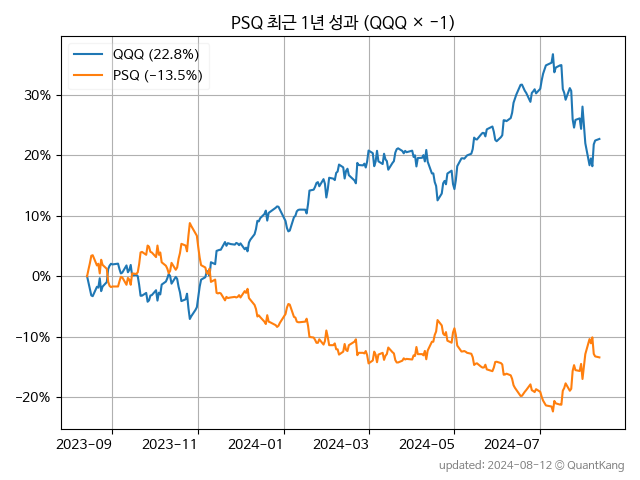 PSQ 최근 1년 성과 (QQQ × −1)
QQQ (22.8%)
PSQ (−13.5%)
30%
20%
10%
0%
−10%
−20%
2023-09 2023-11 2024-01 2024-03 2024-05 2024-07
updated: 2024-08-12 © QuantKang